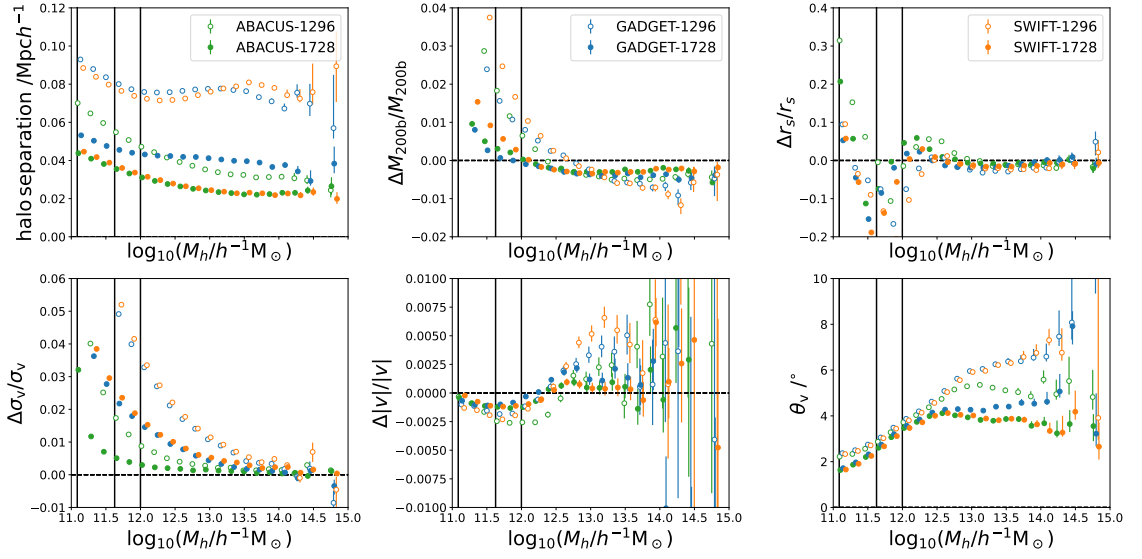 0.12
0.10
0.08
0.06
0.04
0.02
0.00
halo separation /Mpch⁻¹
ABACUS-1296
ABACUS-1728
log₁₀(Mₕ/h⁻¹M☉)
0.04
0.03
0.02
0.01
0.00
−0.01
−0.02
ΔM₂₀₀b/M₂₀₀b
GADGET-1296
GADGET-1728
log₁₀(Mₕ/h⁻¹M☉)
0.4
0.3
0.2
0.1
0.0
−0.1
−0.2
Δrₛ/rₛ
SWIFT-1296
SWIFT-1728
log₁₀(Mₕ/h⁻¹M☉)
0.06
0.05
0.04
0.03
0.02
0.01
0.00
−0.01
Δσᵥ/σᵥ
11.0 11.5 12.0 12.5 13.0 13.5 14.0 14.5 15.0
log₁₀(Mₕ/h⁻¹M☉)
0.0100
0.0075
0.0050
0.0025
0.0000
−0.0025
−0.0050
−0.0075
−0.0100
Δ|v|/|v|
11.0 11.5 12.0 12.5 13.0 13.5 14.0 14.5 15.0
log₁₀(Mₕ/h⁻¹M☉)
10
8
6
4
2
0
θᵥ /°
11.0 11.5 12.0 12.5 13.0 13.5 14.0 14.5 15.0
log₁₀(Mₕ/h⁻¹M☉)